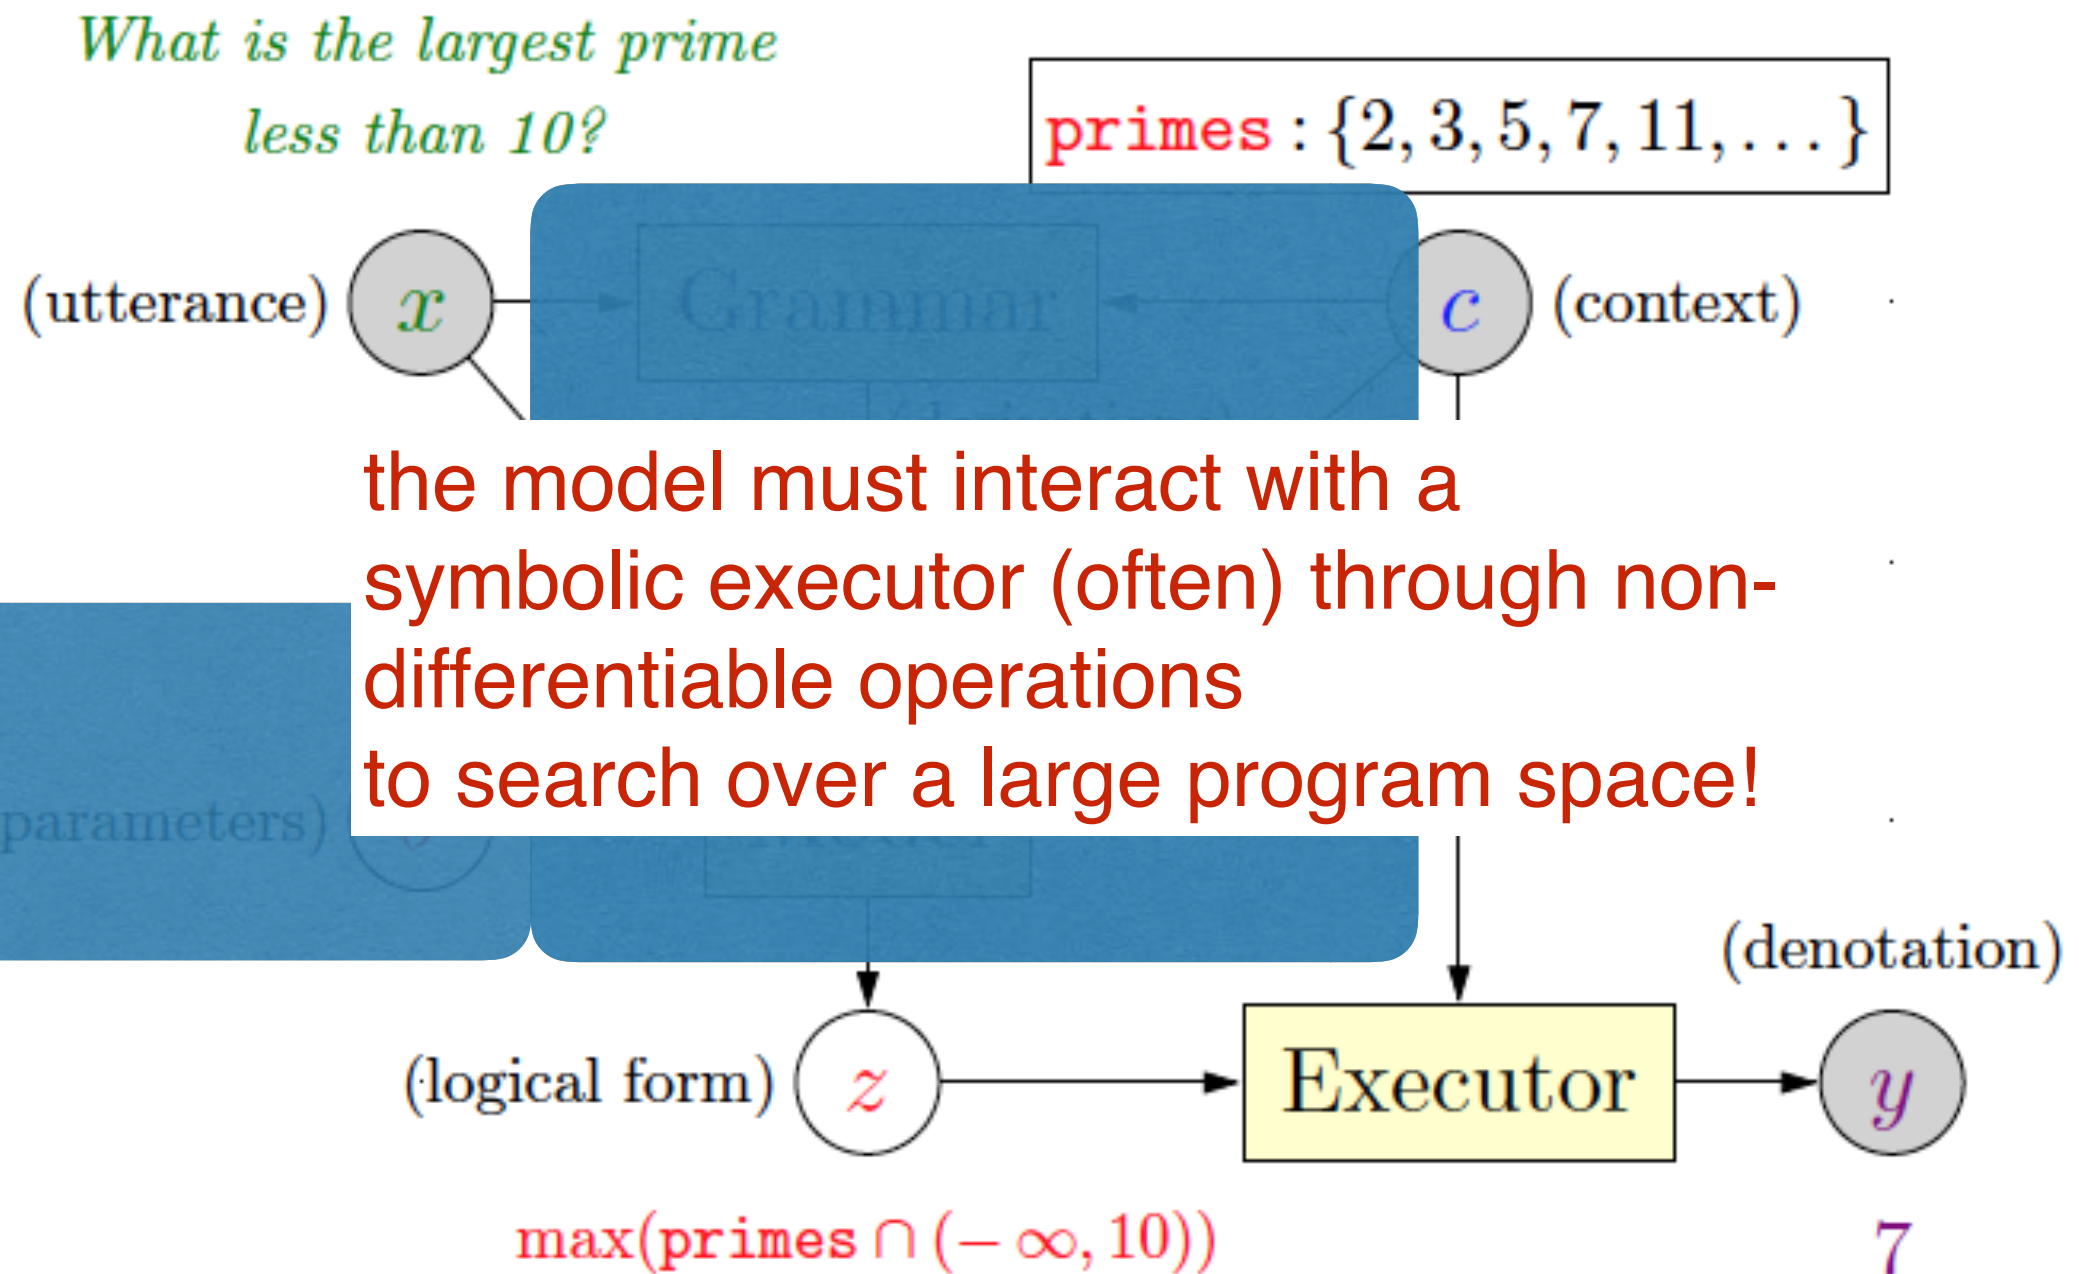 What is the largest prime
less than 10?
primes : {2, 3, 5, 7, 11, . . . }
(utterance) x Grammar c (context)
the model must interact with a
symbolic executor (often) through non-
differentiable operations
to search over a large program space!
parameters)
(denotation)
(logical form) z Executor y
max(primes ∩ (− ∞, 10))
7